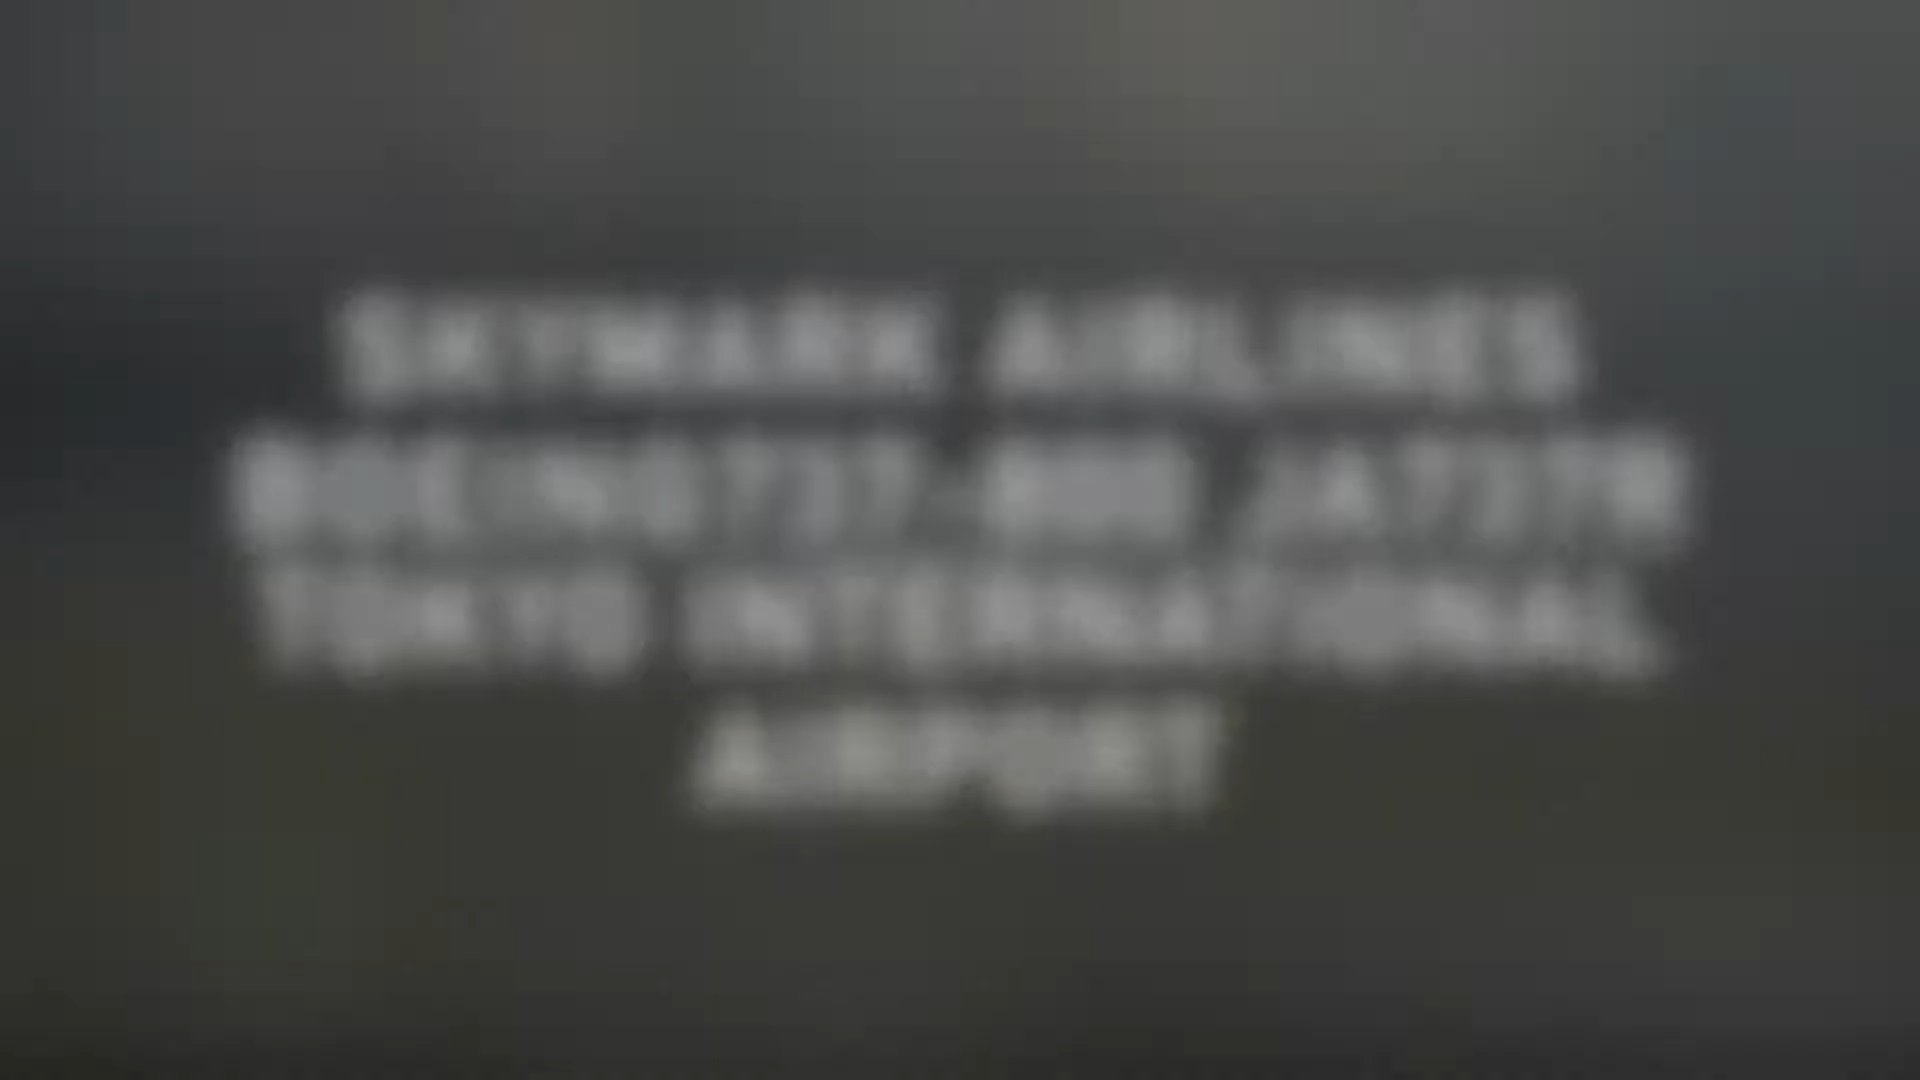 SKYMARK AIRLINES
BOEING737-800
TOKYO INTERNATIONAL
AIRPORT